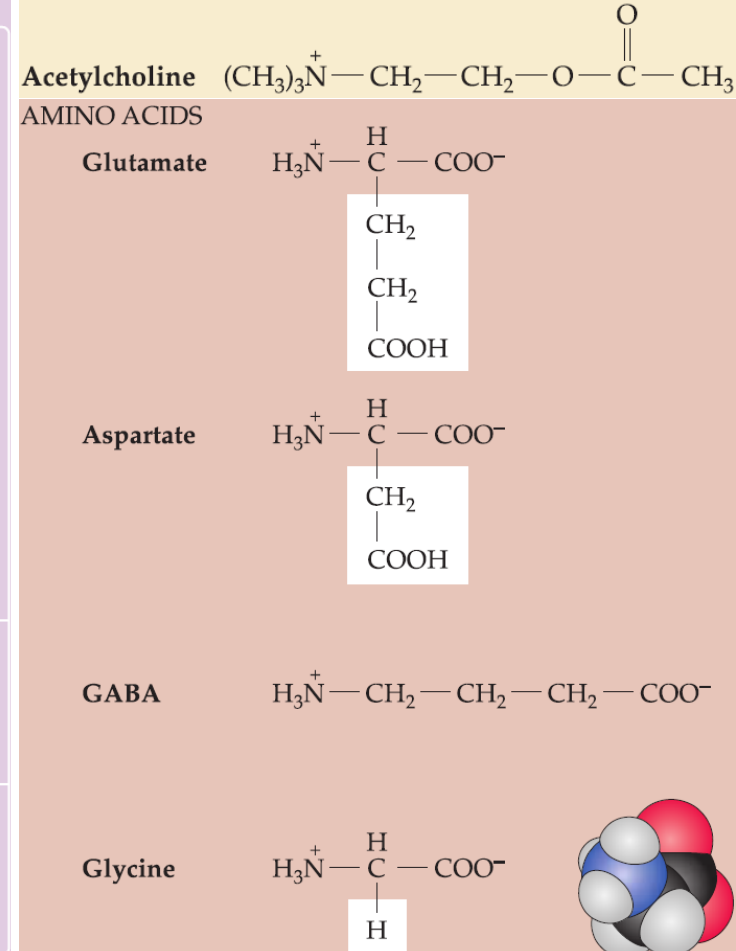 O
Acetylcholine (CH₃)₃N⁺—CH₂—CH₂—O—C—CH₃
AMINO ACIDS
H
Glutamate H₃N⁺—C—COO⁻
CH₂
CH₂
COOH
H
Aspartate H₃N⁺—C—COO⁻
CH₂
COOH
GABA H₃N⁺—CH₂—CH₂—CH₂—COO⁻
H
Glycine H₃N⁺—C—COO⁻
H